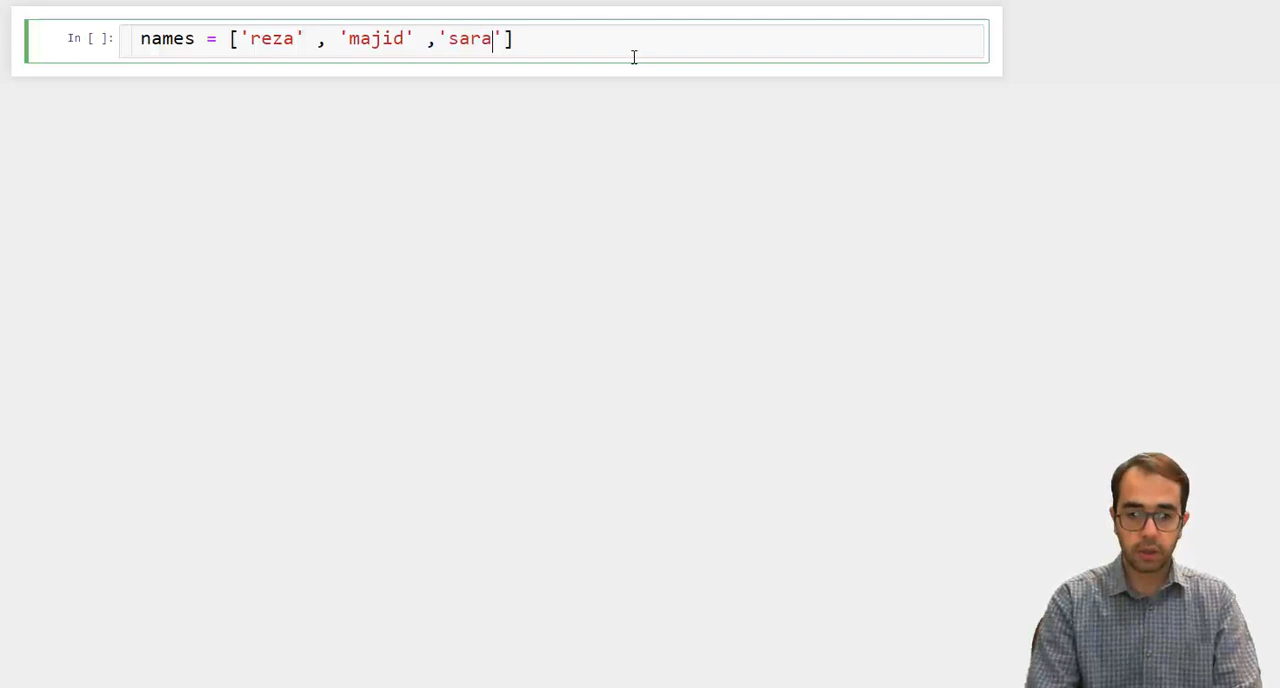 In [ ]: names = ['reza' , 'majid' ,'sara']